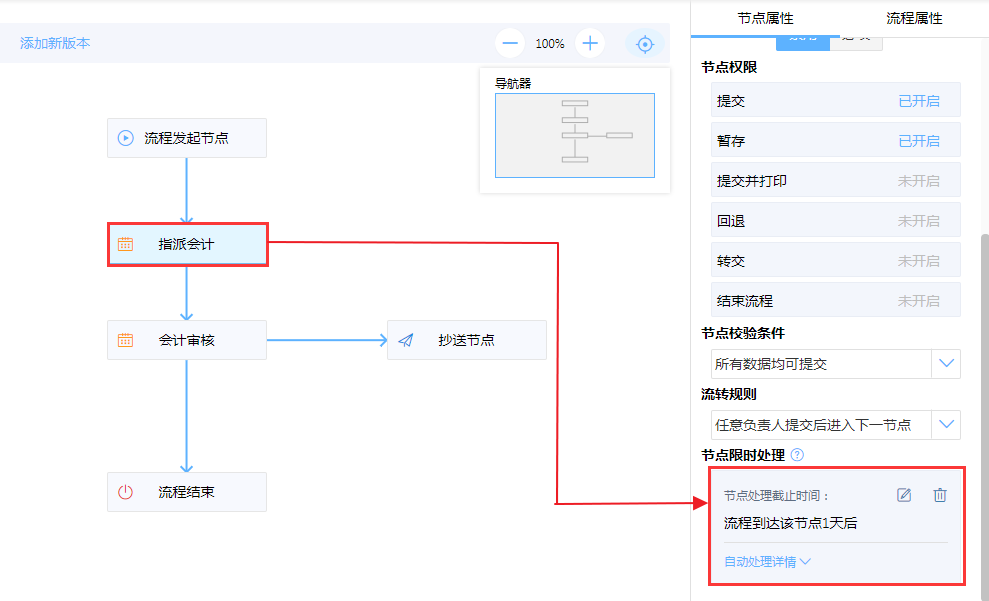 节点属性
流程属性
添加新版本
100%
导航器
流程发起节点
指派会计
会计审核
抄送节点
流程结束
节点权限
提交
已开启
暂存
已开启
提交并打印
未开启
回退
未开启
转交
未开启
结束流程
未开启
节点校验条件
所有数据均可提交
流转规则
任意负责人提交后进入下一节点
节点限时处理
节点处理截止时间：
流程到达该节点1天后
自动处理详情